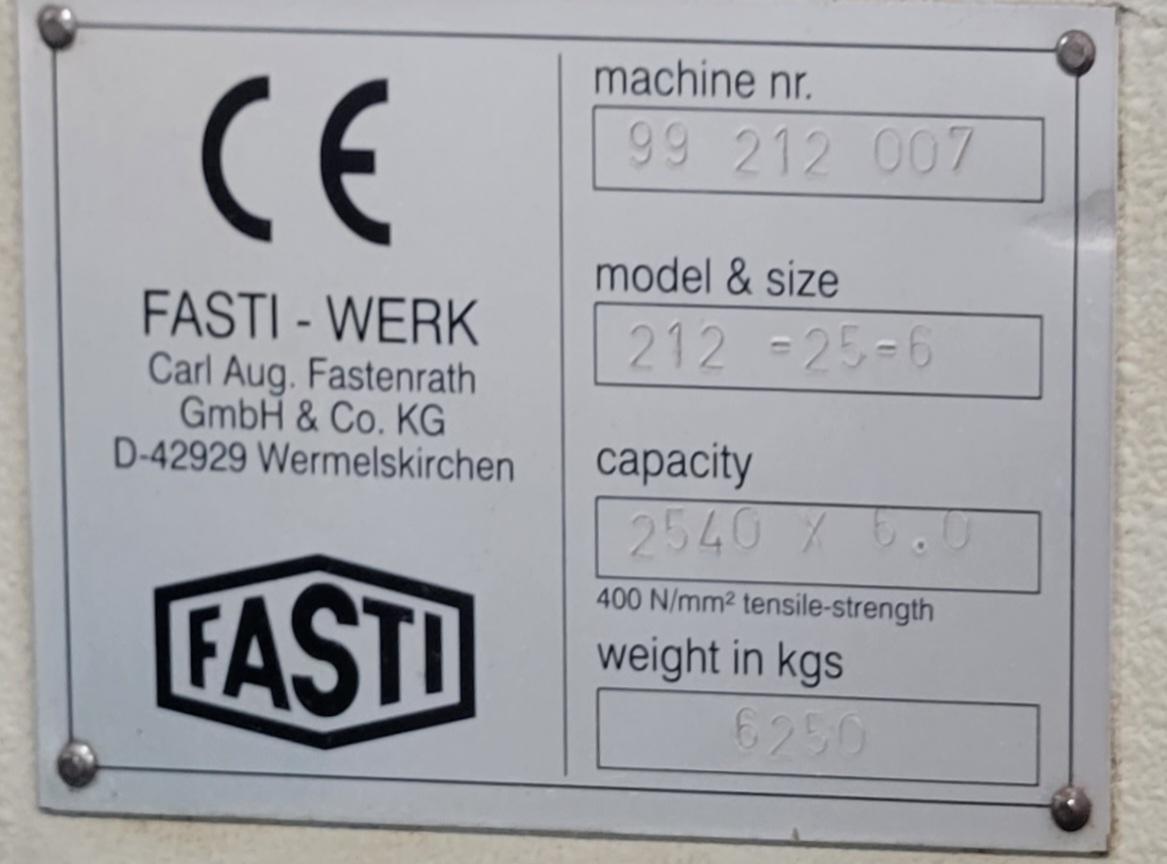 CE
FASTI - WERK
Carl Aug. Fastenrath
GmbH & Co. KG
D-42929 Wermelskirchen
FASTI
machine nr.
99 212 007
model & size
212 =25=6
capacity
2540 X 6.0
400 N/mm² tensile-strength
weight in kgs
6250